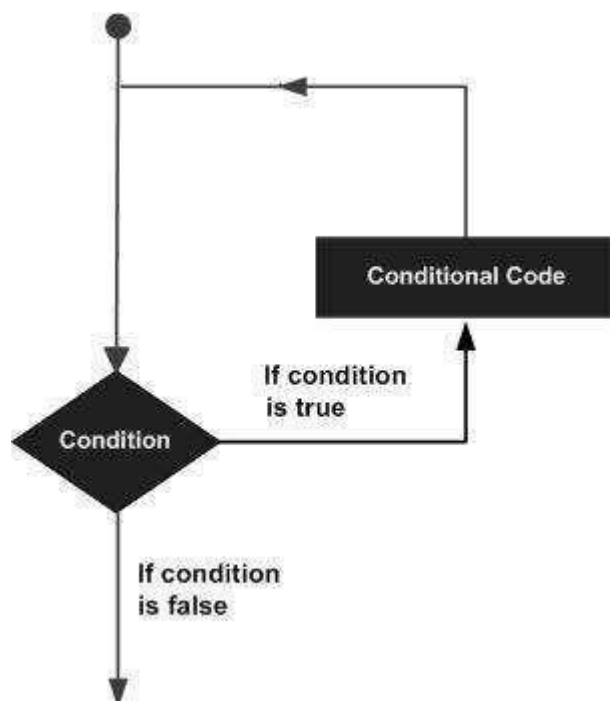 Conditional Code
If condition
is true
Condition
If condition
is false